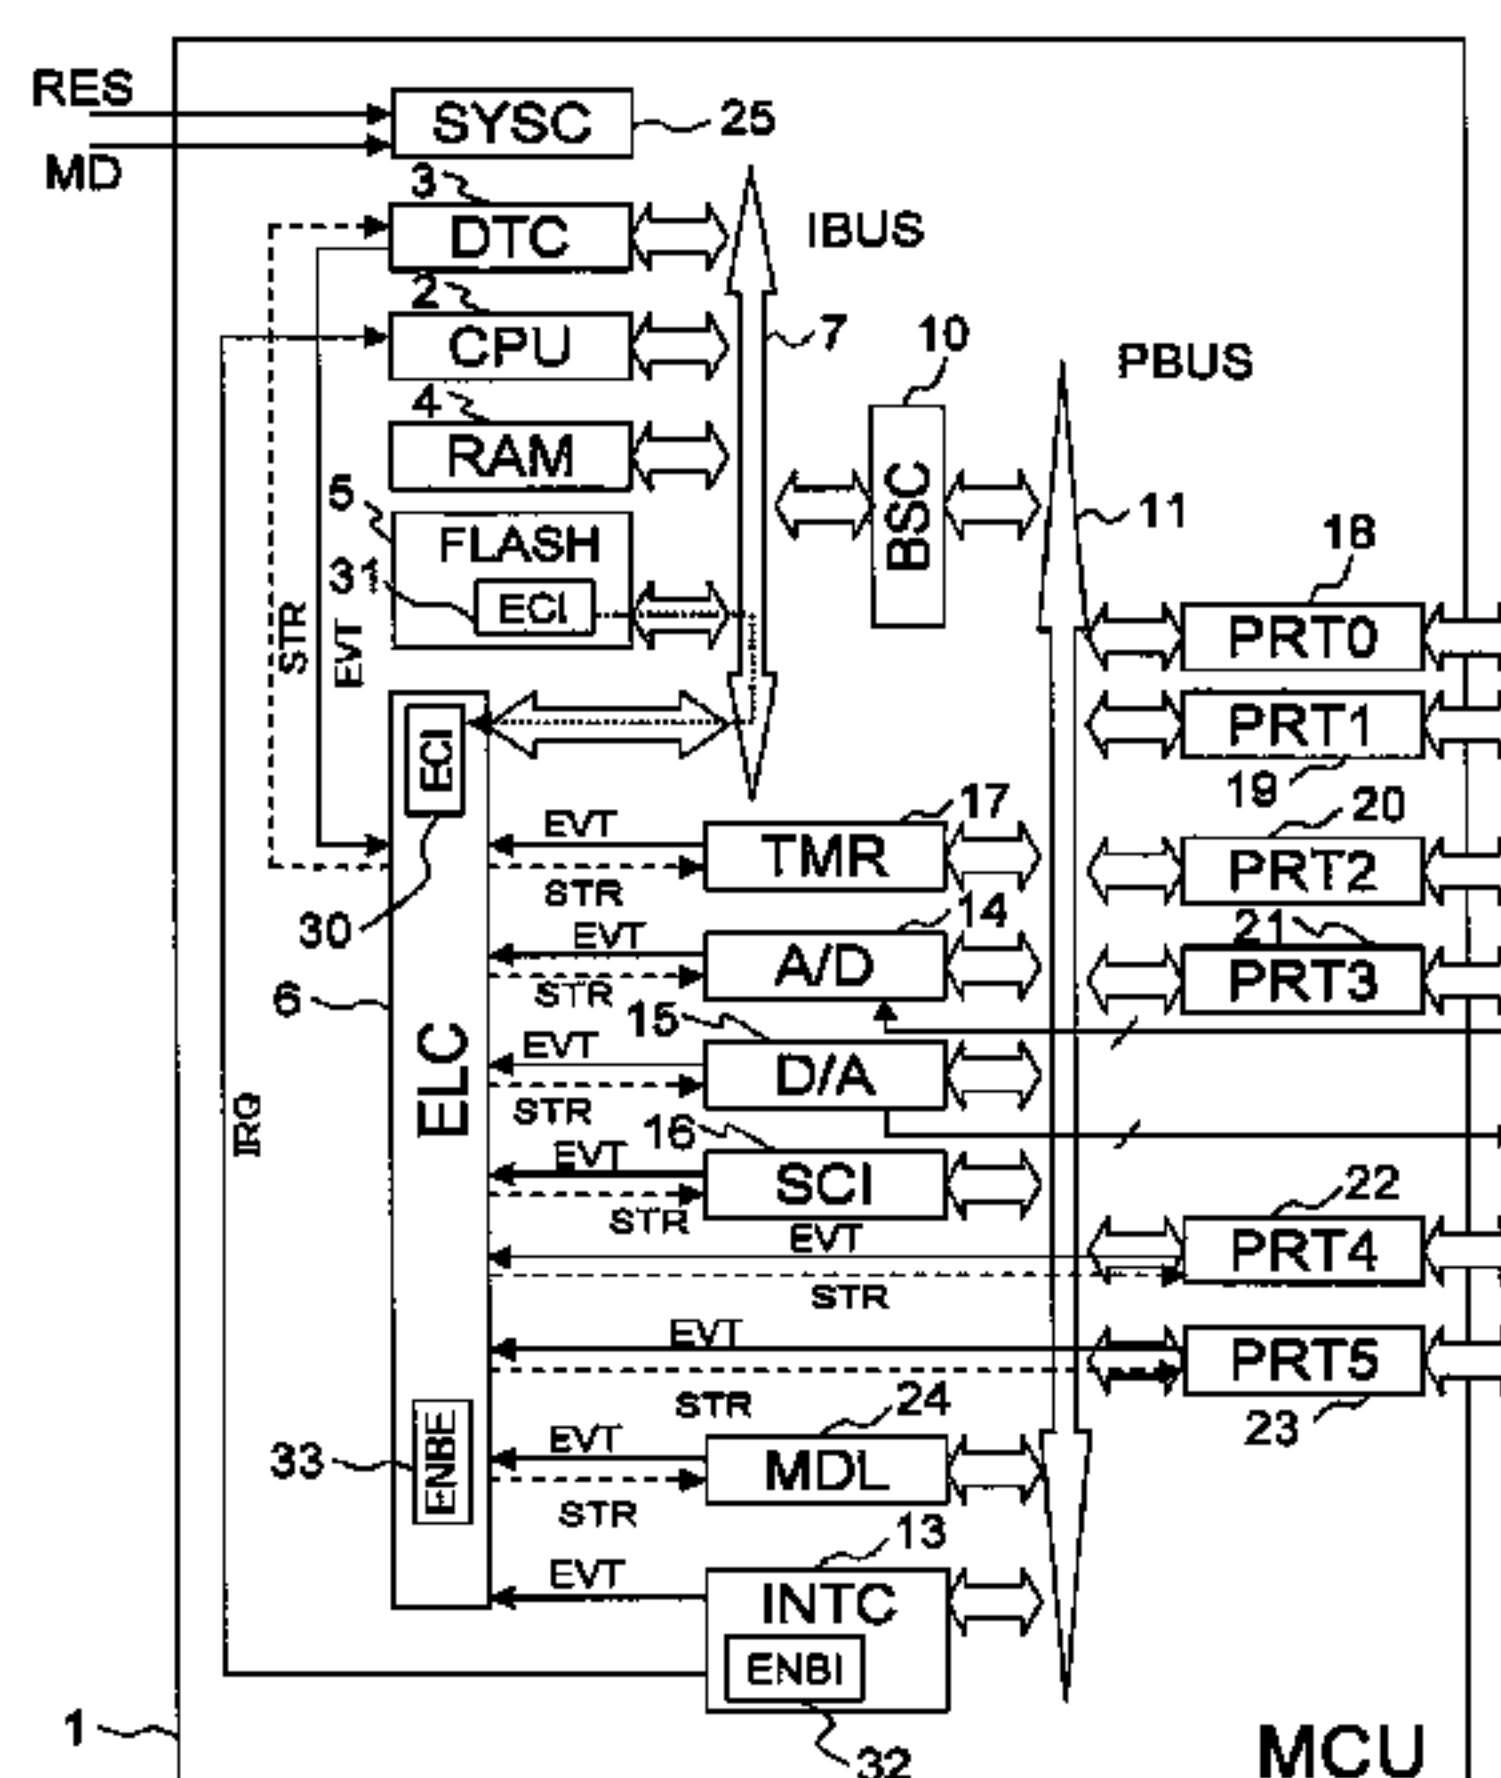 RES
SYSC
25
MD
3
DTC
IBUS
2
CPU
7
10
PBUS
4
RAM
BSC
11
5
FLASH
18
31
ECI
STR
EVT
PRT0
ECI
PRT1
19
17
20
EVT
TMR
PRT2
STR
30
14
21
EVT
A/D
PRT3
6
STR
15
ELC
EVT
D/A
STR
IRQ
16
EVT
SCI
22
STR
EVT
PRT4
STR
EVT
PRT5
STR
24
23
33
ENBE
EVT
MDL
STR
13
EVT
INTC
ENBI
1
32
MCU